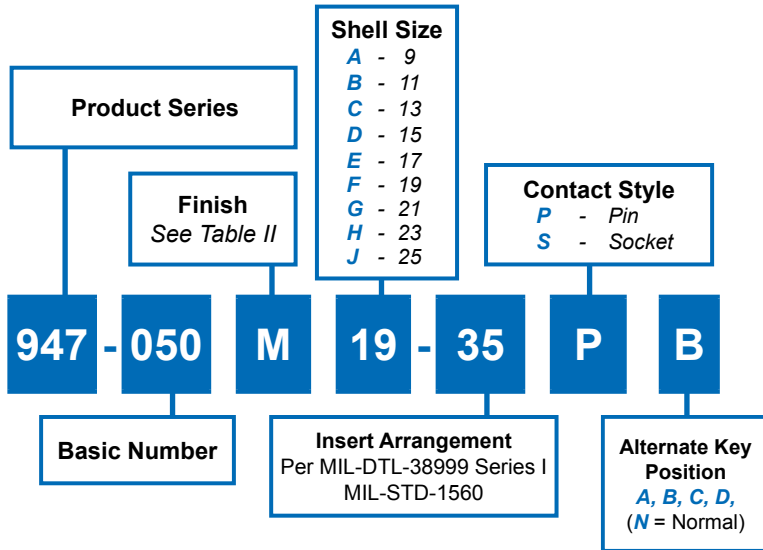 Product Series
Finish
See Table II
Shell Size
A - 9
B - 11
C - 13
D - 15
E - 17
F - 19
G - 21
H - 23
J - 25
Contact Style
P - Pin
S - Socket
947 - 050 M 19 - 35 P B
Basic Number
Insert Arrangement
Per MIL-DTL-38999 Series I
MIL-STD-1560
Alternate Key
Position
A, B, C, D,
(N = Normal)